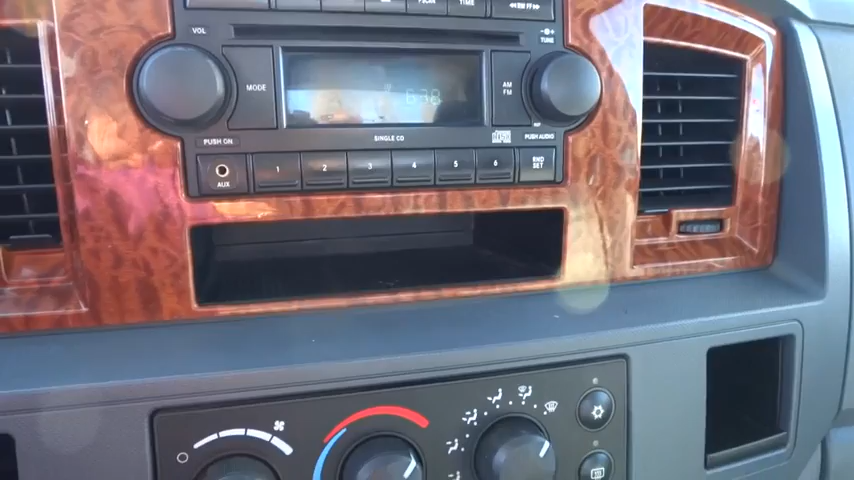 VOL
TUNE
MODE
AM
FM
6:38
SINGLE CD
PUSH ON
PUSH AUDIO
AUX
1 2 3 4 5 6
RND
SET